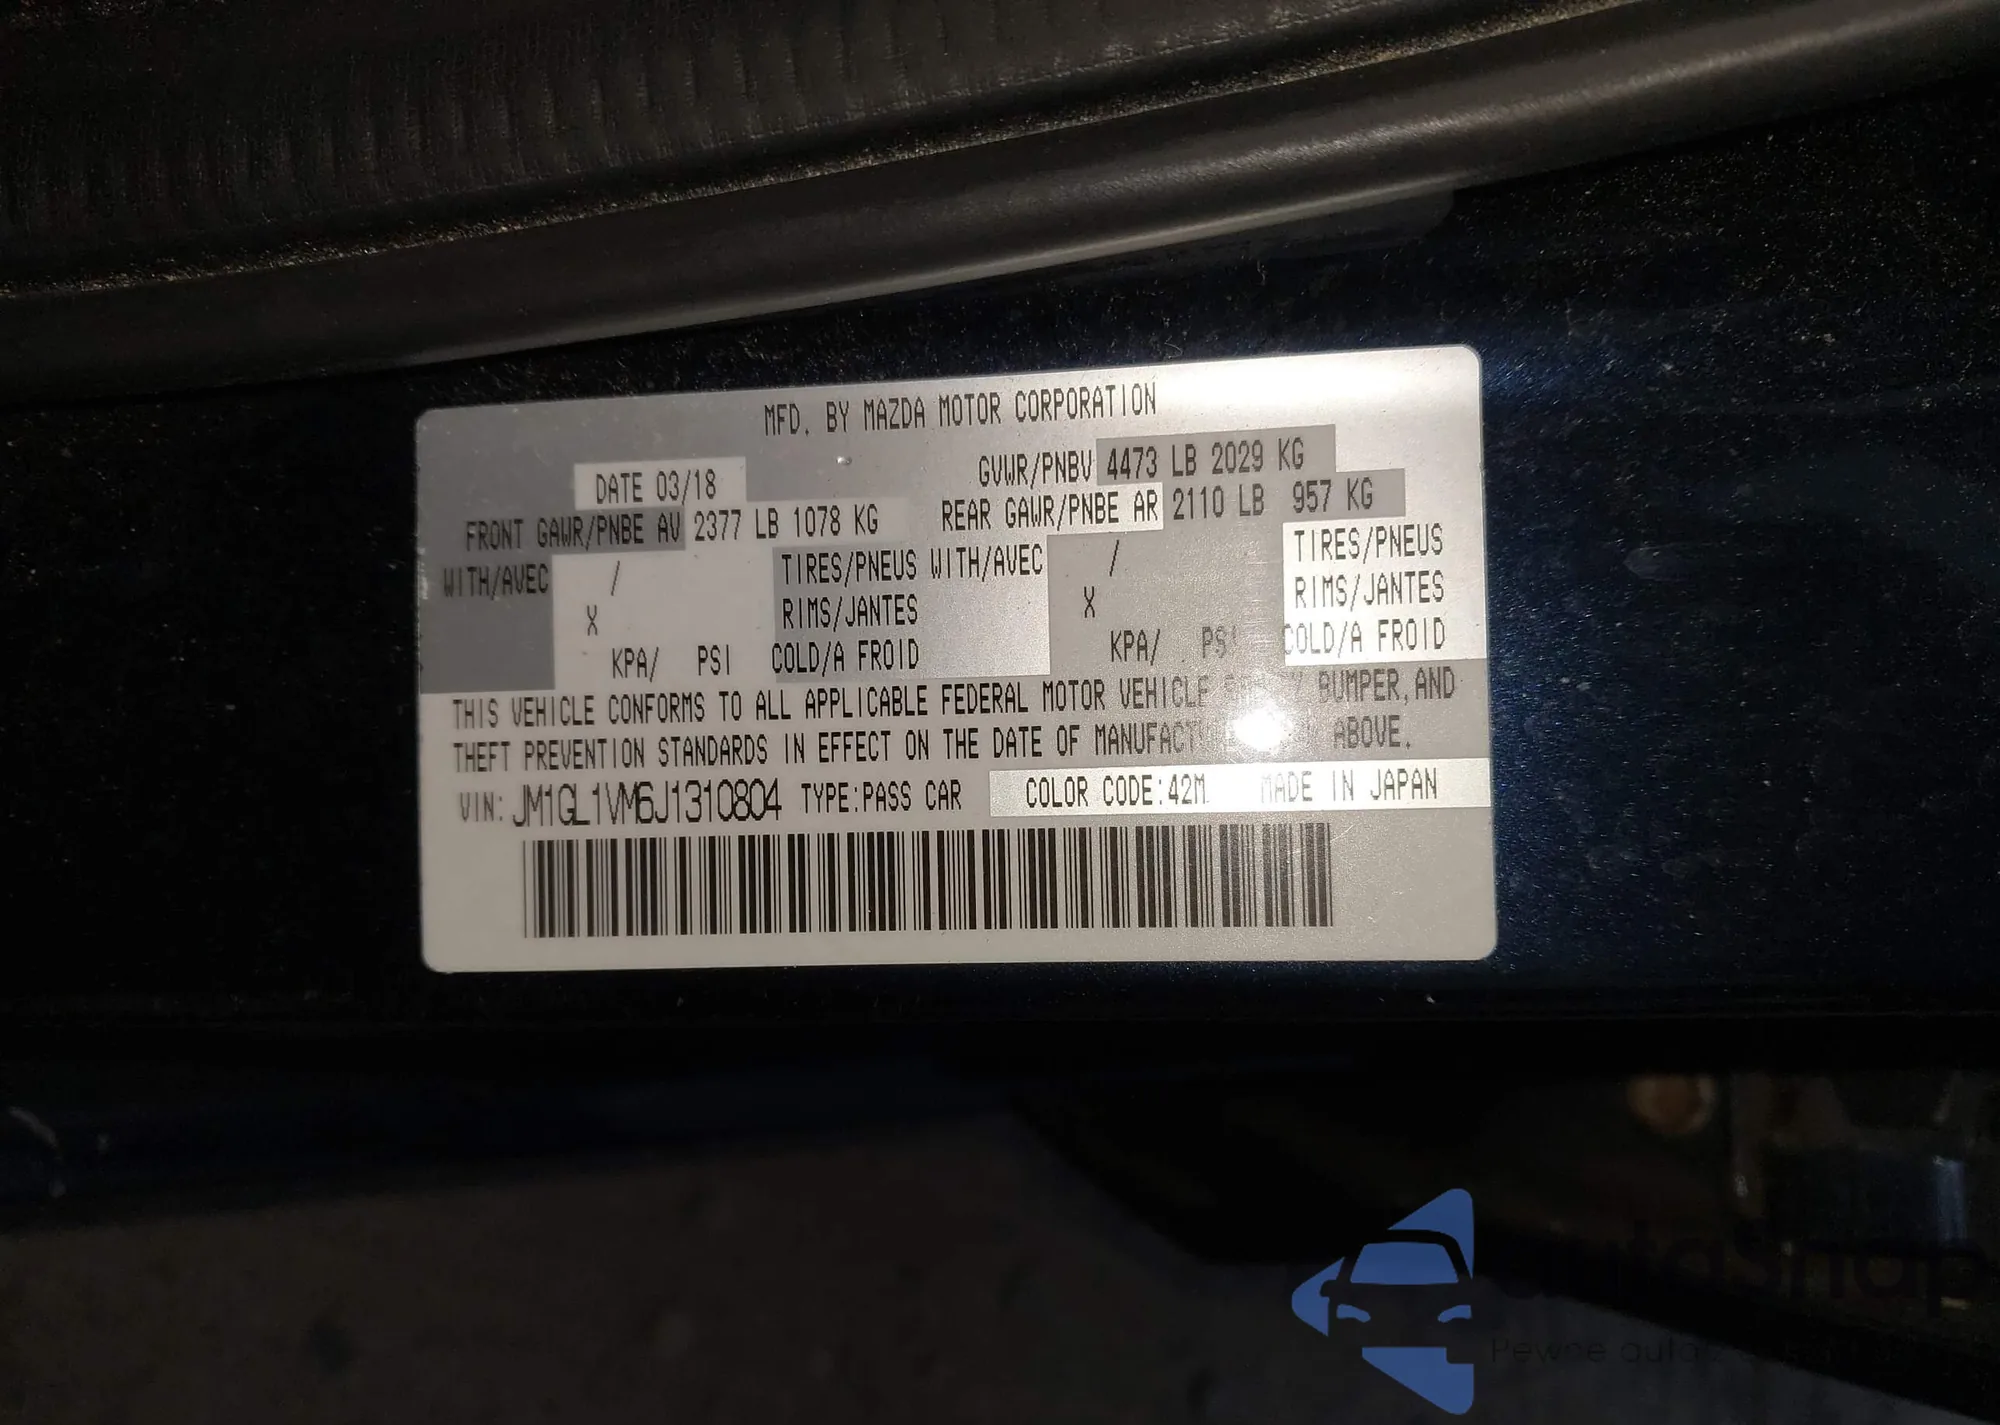 MFD. BY MAZDA MOTOR CORPORATION
DATE 03/18 GVWR/PNBV 4473 LB 2029 KG
FRONT GAWR/PNBE AV 2377 LB 1078 KG REAR GAWR/PNBE AR 2110 LB 957 KG
WITH/AVEC / TIRES/PNEUS WITH/AVEC / TIRES/PNEUS
X RIMS/JANTES X RIMS/JANTES
KPA/ PSI COLD/A FROID KPA/ PSI COLD/A FROID
THIS VEHICLE CONFORMS TO ALL APPLICABLE FEDERAL MOTOR VEHICLE BUMPER, AND
THEFT PREVENTION STANDARDS IN EFFECT ON THE DATE OF ABOVE.
VIN: JM1GL1VM6J1310804 TYPE:PASS CAR COLOR CODE:42M MADE IN JAPAN
autasnap
Pewne auta